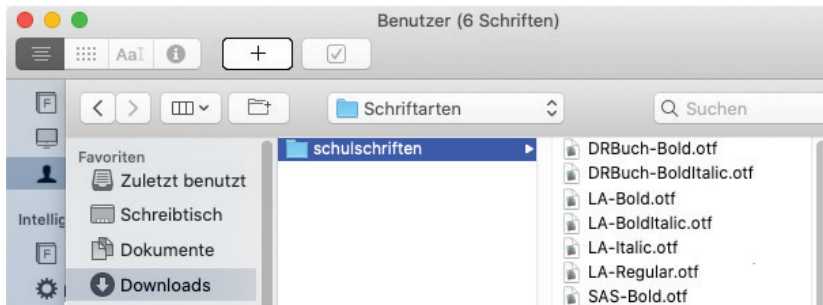 Benutzer (6 Schriften)
Schriftarten
Suchen
Favoriten
Zuletzt benutzt
Schreibtisch
Dokumente
Downloads
Intellig
schulschriften
DRBuch-Bold.otf
DRBuch-BoldItalic.otf
LA-Bold.otf
LA-BoldItalic.otf
LA-Italic.otf
LA-Regular.otf
SAS-Bold.otf